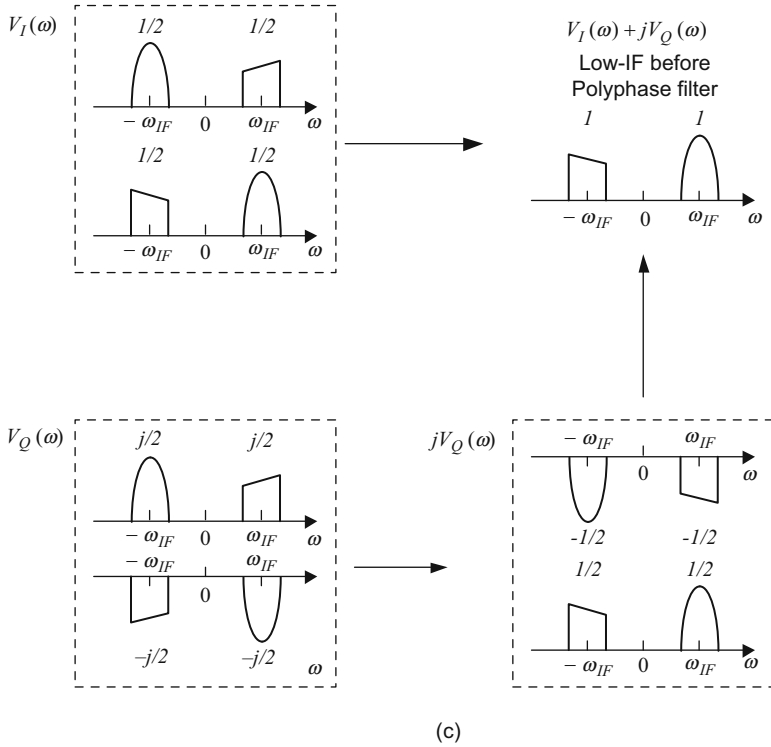 V_I(ω)
1/2 1/2
− ω_IF 0 ω_IF ω
1/2 1/2
− ω_IF 0 ω_IF ω
V_I(ω) + jV_Q(ω)
Low-IF before
Polyphase filter
1 1
− ω_IF 0 ω_IF ω
V_Q(ω)
j/2 j/2
− ω_IF 0 ω_IF ω
− ω_IF ω_IF
0
−j/2 −j/2 ω
jV_Q(ω)
− ω_IF ω_IF
0 ω
-1/2 -1/2
1/2 1/2
− ω_IF 0 ω_IF ω
(c)